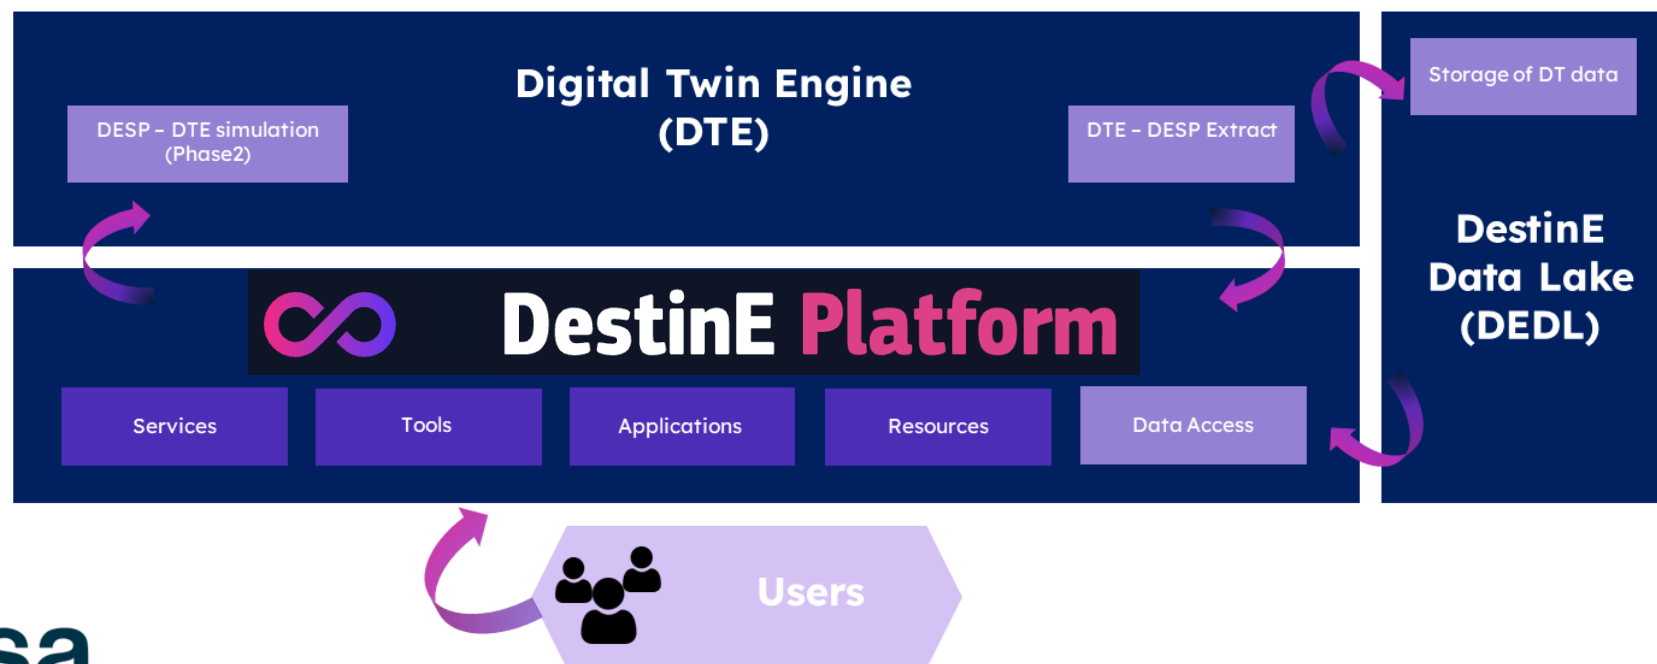 Digital Twin Engine
(DTE)
DESP – DTE simulation
(Phase2)
DTE – DESP Extract
Storage of DT data
DestinE
Data Lake
(DEDL)
DestinE Platform
Services
Tools
Applications
Resources
Data Access
Users
sa